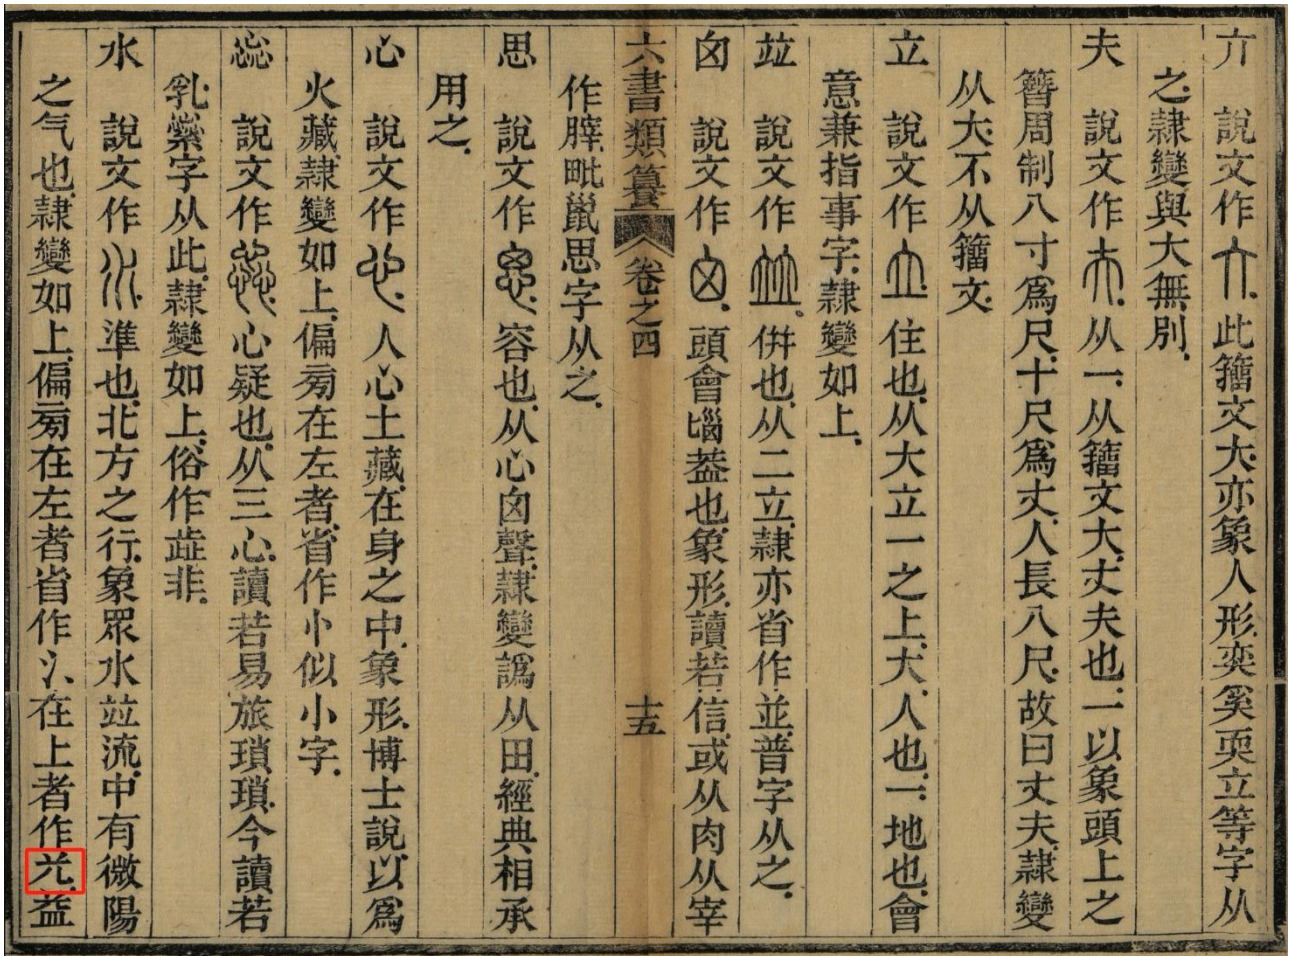 亣 說文作 此籒文大亦象人形奕奚耎立等字从
之隷變與大無別
夫 說文作 从一从籒文大丈夫也一以象頭上之
簪周制八寸爲尺十尺爲丈人長八尺故曰丈夫隷變
从大不从籒文
立 說文作 住也从大立一之上大人也一地也會
意兼指事字隷變如上
竝 說文作 併也从二立隷亦省作並普字从之
囟 說文作 頭會匘葢也象形讀若信或从肉从宰
六書類纂 卷之四 十五
作膟毗巤思字从之
思 說文作 容也从心囟聲隷變譌从田經典相承
用之
心 說文作 人心土藏在身之中象形博士說以爲
火藏隷變如上偏旁在左者省作忄似小字
惢 說文作 心疑也从三心讀若易旅瑣瑣今讀若
乳橤字从此隷變如上俗作蕋非
水 說文作 準也北方之行象眾水竝流中有微陽
之气也隷變如上偏旁在左者省作氵在上者作 益